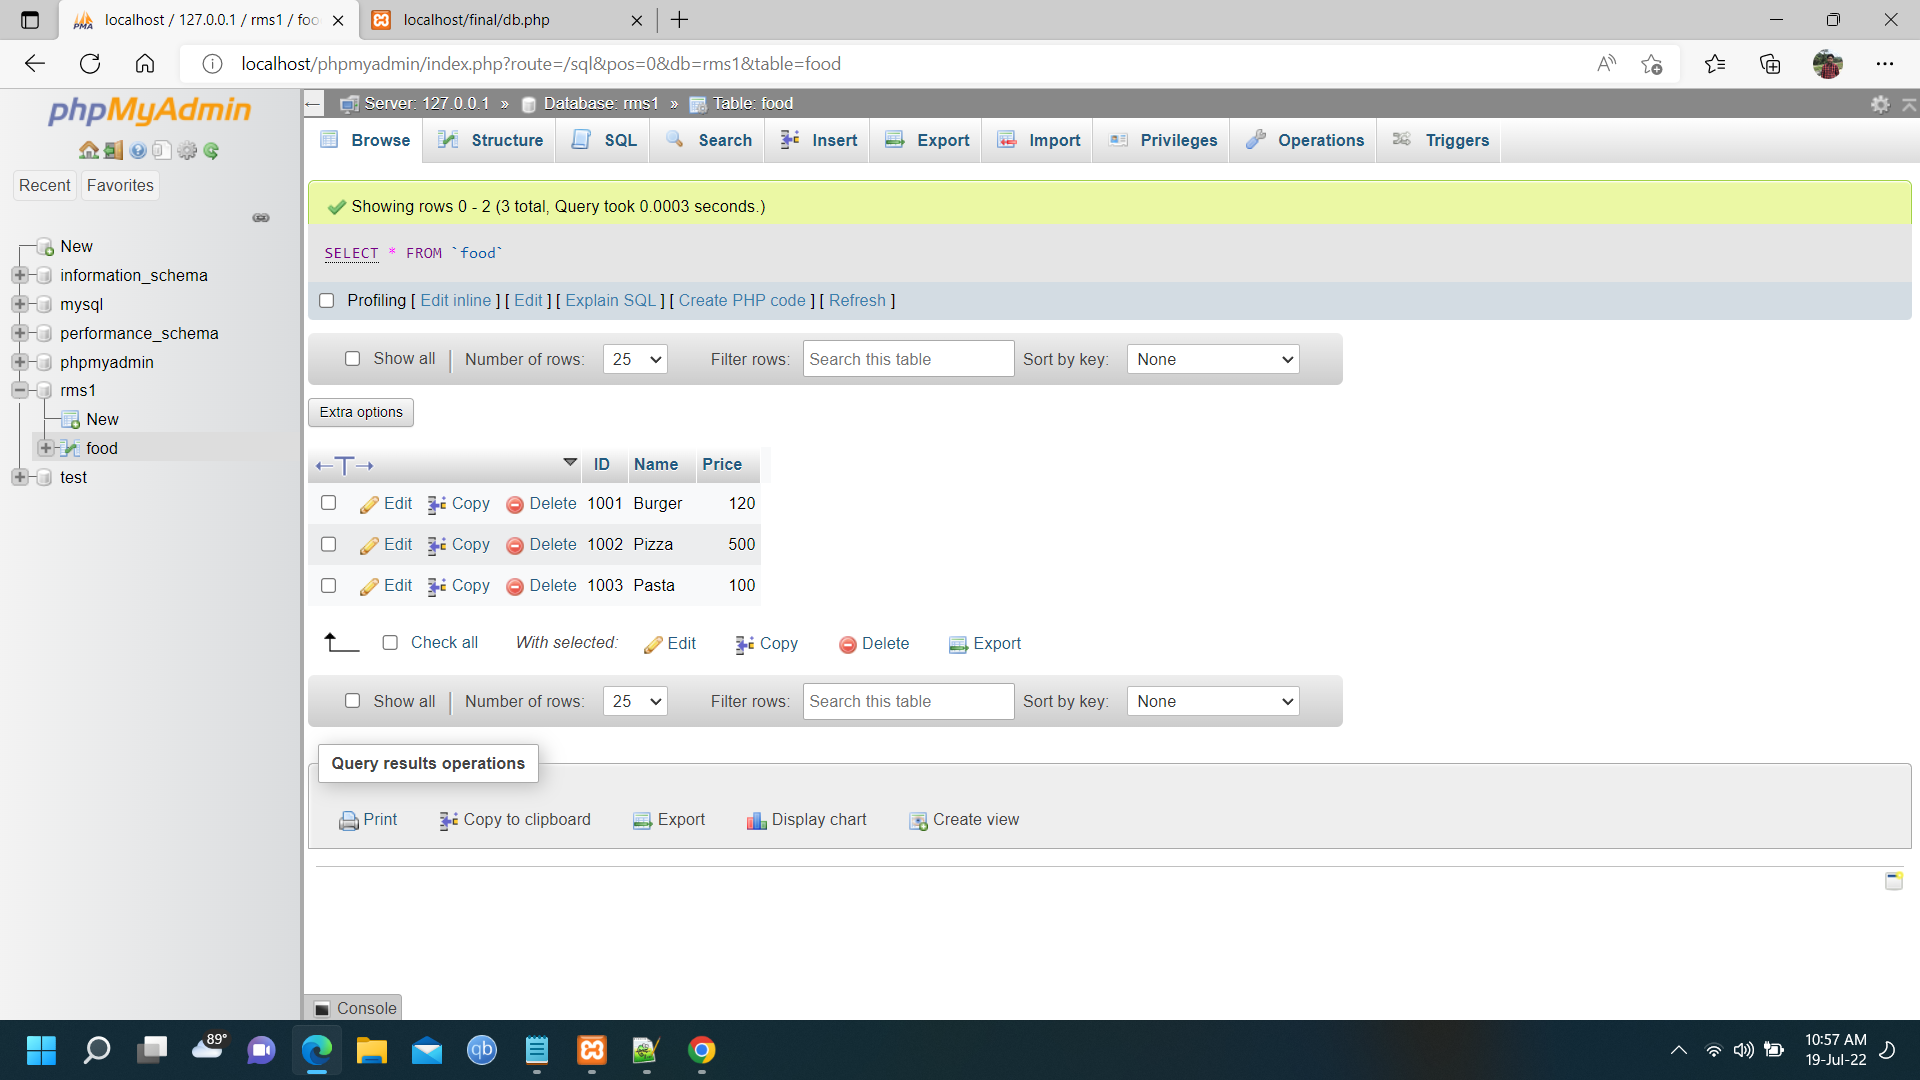 localhost / 127.0.0.1 / rms1 / foo
localhost/final/db.php
localhost/phpmyadmin/index.php?route=/sql&pos=0&db=rms1&table=food
phpMyAdmin
Recent Favorites
New
information_schema
mysql
performance_schema
phpmyadmin
rms1
New
food
test
Server: 127.0.0.1 » Database: rms1 » Table: food
Browse Structure SQL Search Insert Export Import Privileges Operations Triggers
Showing rows 0 - 2 (3 total, Query took 0.0003 seconds.)
SELECT * FROM `food`
Profiling [ Edit inline ] [ Edit ] [ Explain SQL ] [ Create PHP code ] [ Refresh ]
Show all | Number of rows: 25 Filter rows: Search this table Sort by key: None
Extra options
←T→ ID Name Price
Edit Copy Delete 1001 Burger 120
Edit Copy Delete 1002 Pizza 500
Edit Copy Delete 1003 Pasta 100
Check all With selected: Edit Copy Delete Export
Show all | Number of rows: 25 Filter rows: Search this table Sort by key: None
Query results operations
Print Copy to clipboard Export Display chart Create view
Console
89°
qb
10:57 AM
19-Jul-22